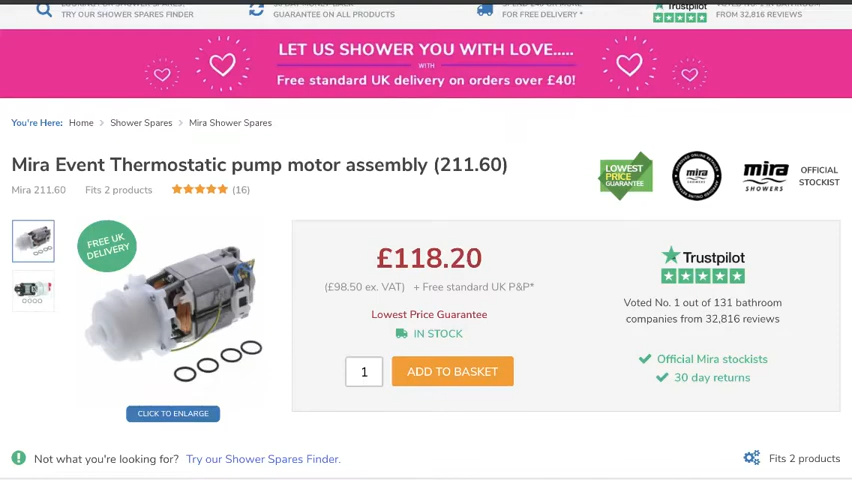 TRY OUR SHOWER SPARES FINDER
GUARANTEE ON ALL PRODUCTS
FOR FREE DELIVERY *
Trustpilot
FROM 32,816 REVIEWS
LET US SHOWER YOU WITH LOVE.....
WITH
Free standard UK delivery on orders over £40!
You're Here: Home > Shower Spares > Mira Shower Spares
Mira Event Thermostatic pump motor assembly (211.60)
Mira 211.60 Fits 2 products (16)
LOWEST
PRICE
GUARANTEE
mira
SHOWERS
mira
SHOWERS
OFFICIAL
STOCKIST
FREE UK
DELIVERY
£118.20
(£98.50 ex. VAT) + Free standard UK P&P*
Lowest Price Guarantee
IN STOCK
1 ADD TO BASKET
Trustpilot
Voted No. 1 out of 131 bathroom
companies from 32,816 reviews
Official Mira stockists
30 day returns
CLICK TO ENLARGE
Not what you're looking for? Try our Shower Spares Finder.
Fits 2 products